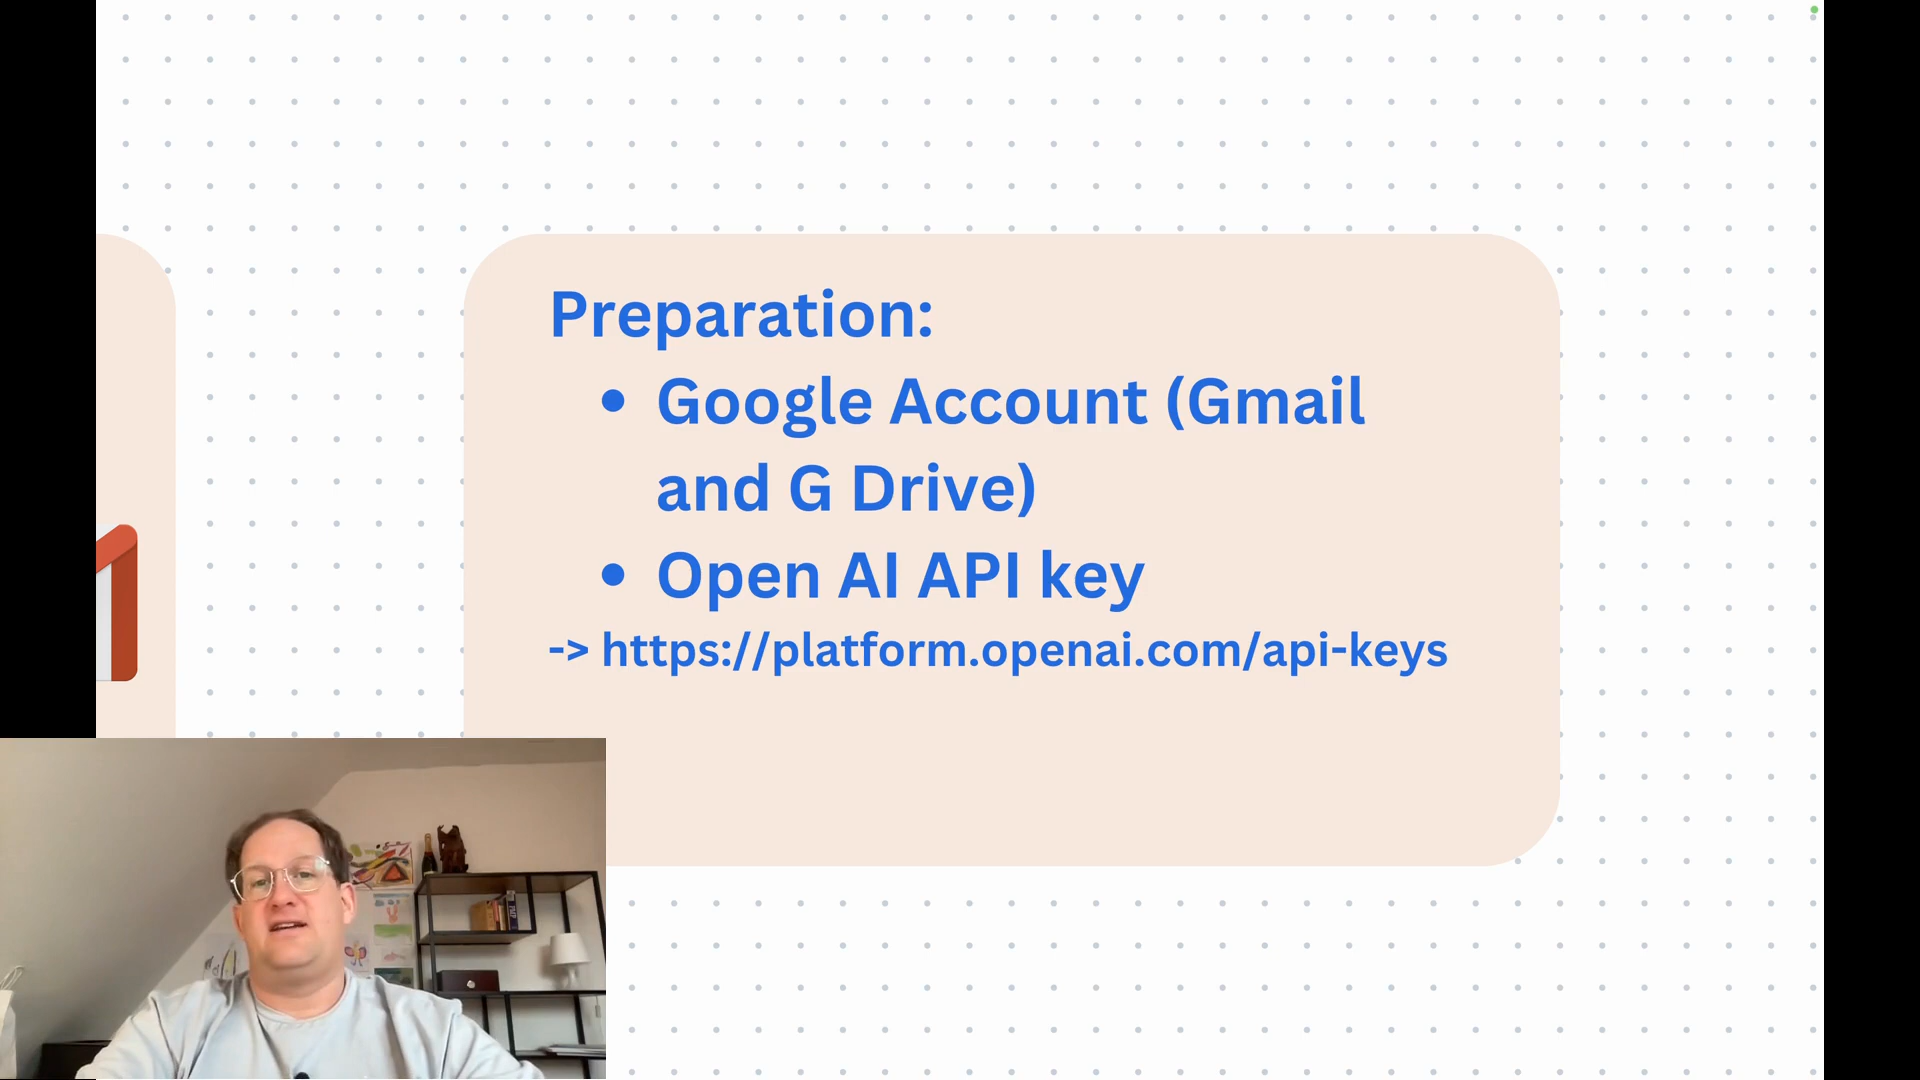 Preparation:
• Google Account (Gmail
and G Drive)
• Open AI API key
-> https://platform.openai.com/api-keys